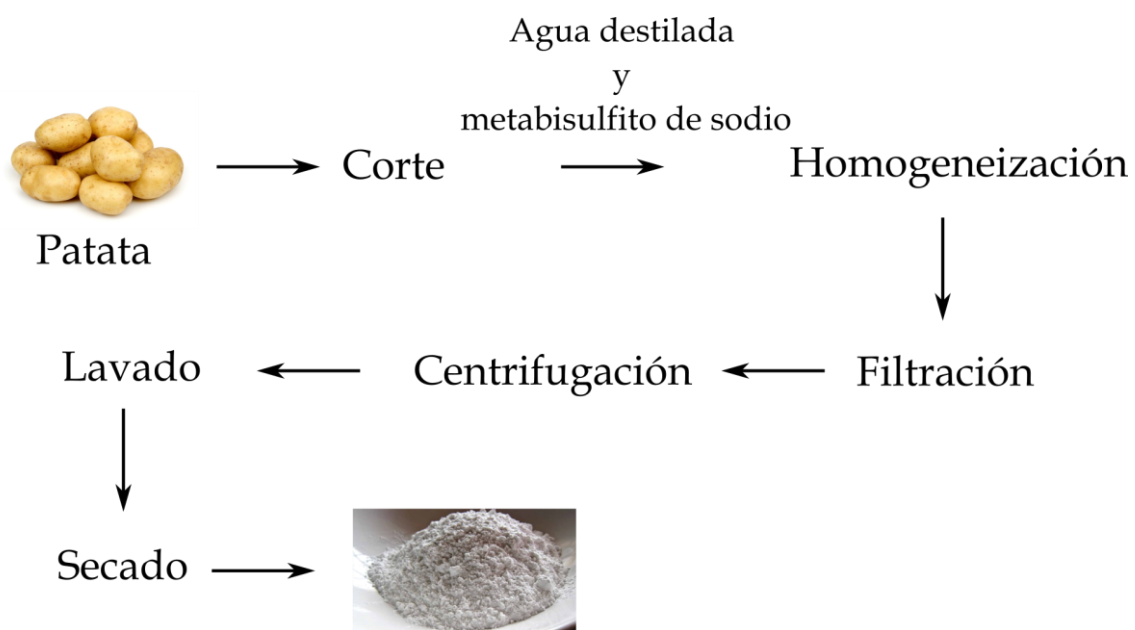 Agua destilada
y
metabisulfito de sodio
Corte
Homogeneización
Patata
Lavado
Centrifugación
Filtración
Secado